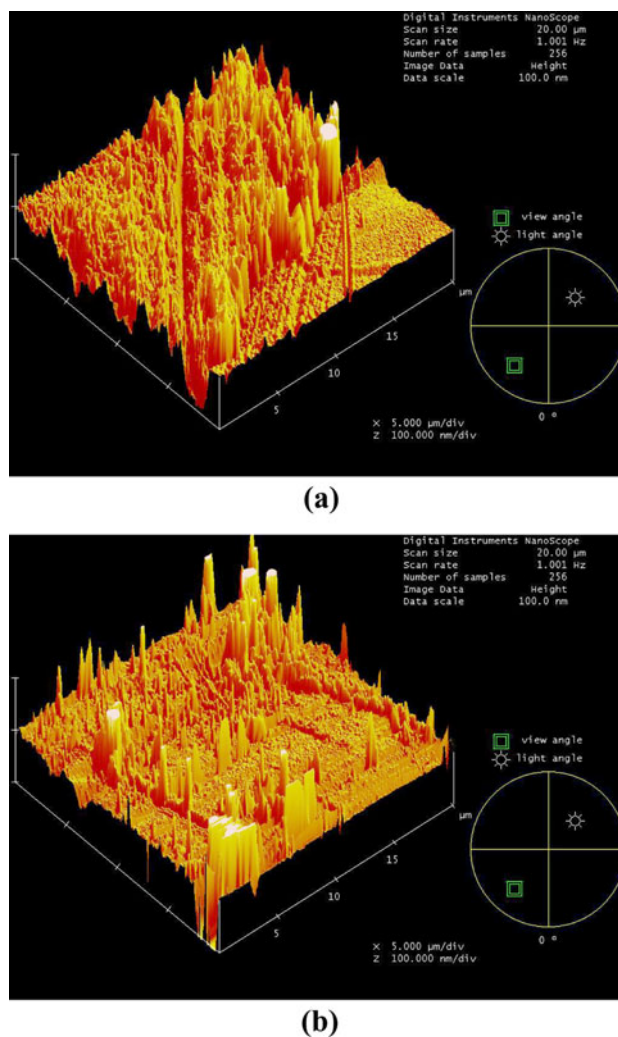 Digital Instruments NanoScope
Scan size 20.00 µm
Scan rate 1.001 Hz
Number of samples 256
Image Data Height
Data scale 100.0 nm
view angle
light angle
µm
15
10
5
0 °
X 5.000 µm/div
Z 100.000 nm/div
(a)
Digital Instruments NanoScope
Scan size 20.00 µm
Scan rate 1.001 Hz
Number of samples 256
Image Data Height
Data scale 100.0 nm
view angle
light angle
µm
15
10
5
0 °
X 5.000 µm/div
Z 100.000 nm/div
(b)